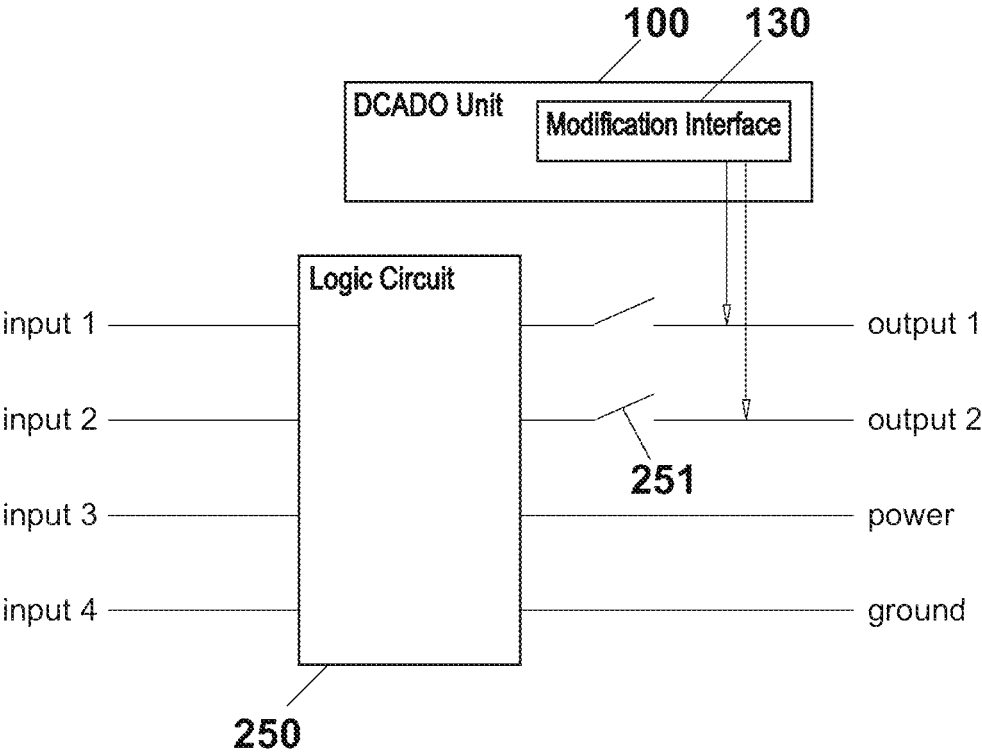 100
130
DCADO Unit
Modification Interface
Logic Circuit
input 1
output 1
input 2
output 2
251
input 3
power
input 4
ground
250